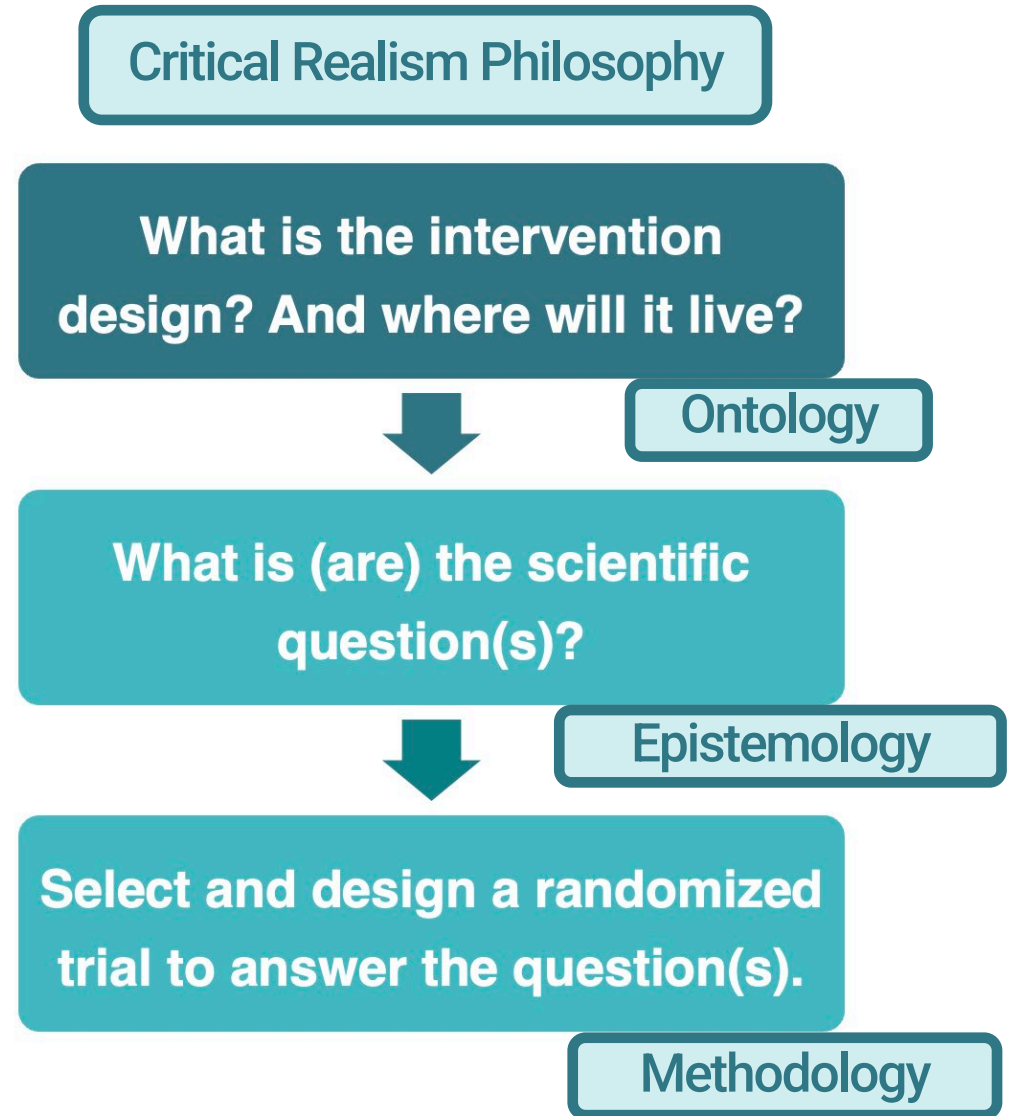 Critical Realism Philosophy
What is the intervention
design? And where will it live?
Ontology
What is (are) the scientific
question(s)?
Epistemology
Select and design a randomized
trial to answer the question(s).
Methodology